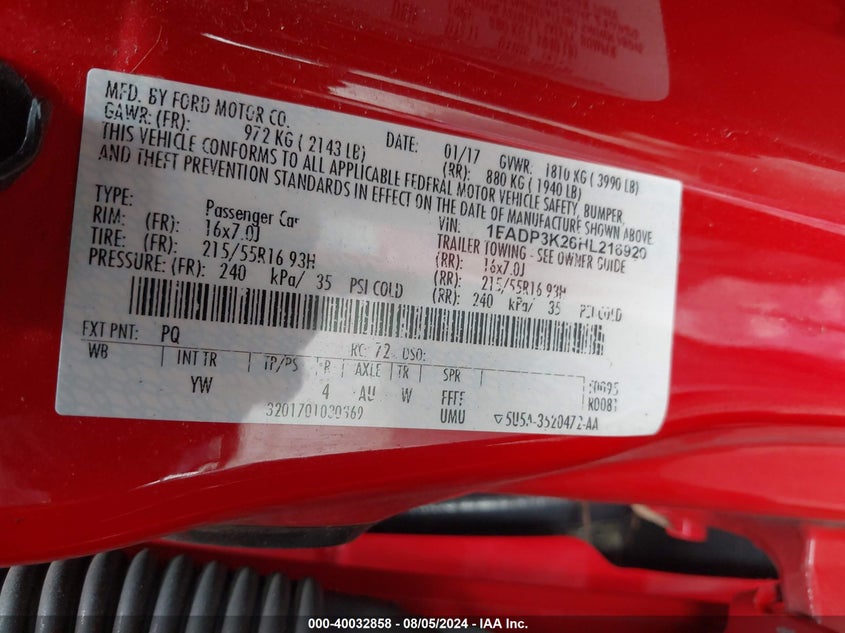 MFD. BY FORD MOTOR CO.
DATE: 01/17 GVWR: 1810 KG ( 3990 LB)
GAWR: (FR): 972 KG ( 2143 LB) (RR): 880 KG ( 1940 LB)
THIS VEHICLE CONFORMS TO ALL APPLICABLE FEDERAL MOTOR VEHICLE SAFETY, BUMPER,
AND THEFT PREVENTION STANDARDS IN EFFECT ON THE DATE OF MANUFACTURE SHOWN ABOVE.
VIN: 1FADP3K26HL216920
TYPE: Passenger Car TRAILER TOWING - SEE OWNER GUIDE
RIM: (FR): 16x7.0J (RR): 16x7.0J
TIRE: (FR): 215/55R16 93H (RR): 215/55R16 93H
PRESSURE: (FR): 240 kPa/ 35 PSI COLD (RR): 240 kPa/ 35 PSI COLD
EXT PNT: PQ RC: 72 DSO:
WB INT TR TP/PS R AXLE TR SPR
YW 4 AU W FFFF
UMU
▽ 5U5A-3520472-AA
000-40032858 - 08/05/2024 - IAA Inc.